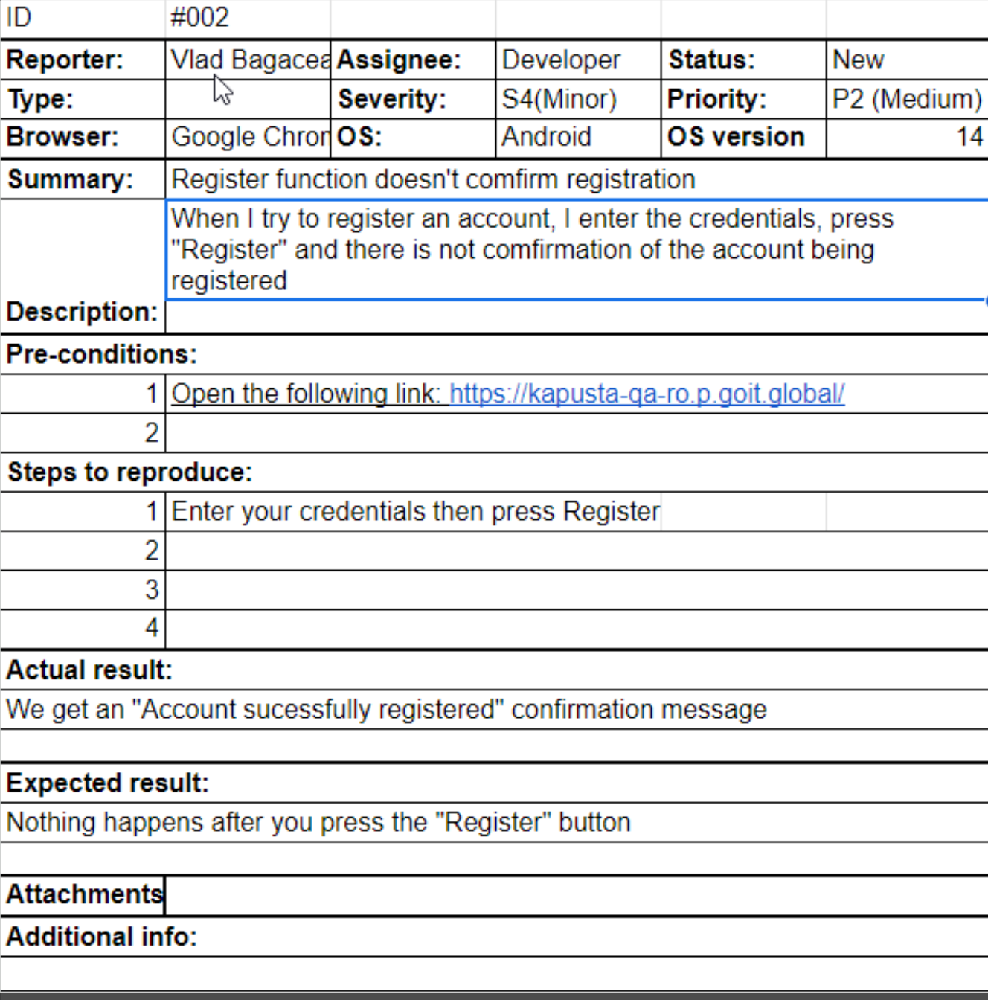 ID #002
Reporter: Vlad Bagacea Assignee: Developer Status: New
Type: Severity: S4(Minor) Priority: P2 (Medium)
Browser: Google Chrom OS: Android OS version 14
Summary: Register function doesn't comfirm registration
When I try to register an account, I enter the credentials, press
"Register" and there is not comfirmation of the account being
registered
Description:
Pre-conditions:
1 Open the following link: https://kapusta-qa-ro.p.goit.global/
2
Steps to reproduce:
1 Enter your credentials then press Register
2
3
4
Actual result:
We get an "Account sucessfully registered" confirmation message
Expected result:
Nothing happens after you press the "Register" button
Attachments
Additional info: